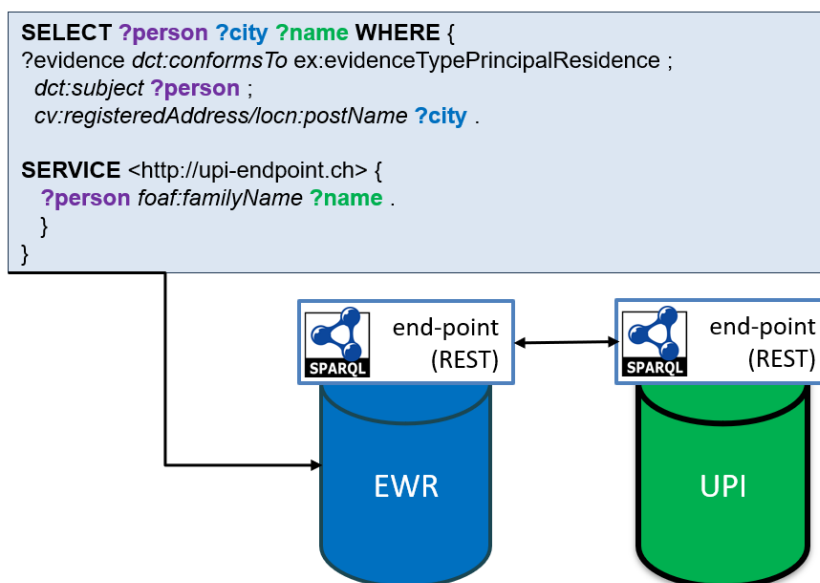 SELECT ?person ?city ?name WHERE {
?evidence dct:conformsTo ex:evidenceTypePrincipalResidence ;
dct:subject ?person ;
cv:registeredAddress/locn:postName ?city .
SERVICE <http://upi-endpoint.ch> {
?person foaf:familyName ?name .
}
}
SPARQL
end-point
(REST)
SPARQL
end-point
(REST)
EWR
UPI